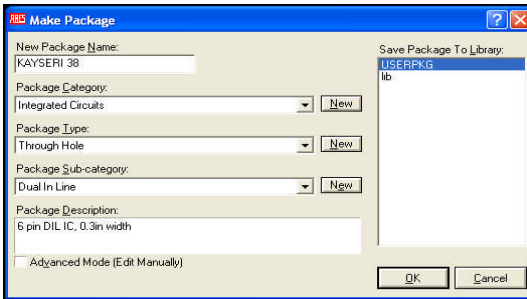 ARES Make Package
New Package Name:
KAYSERI 38
Package Category:
Integrated Circuits
New
Package Type:
Through Hole
New
Package Sub-category:
Dual In Line
New
Package Description:
6 pin DIL IC, 0.3in width
Advanced Mode (Edit Manually)
Save Package To Library:
USERPKG
lib
OK
Cancel